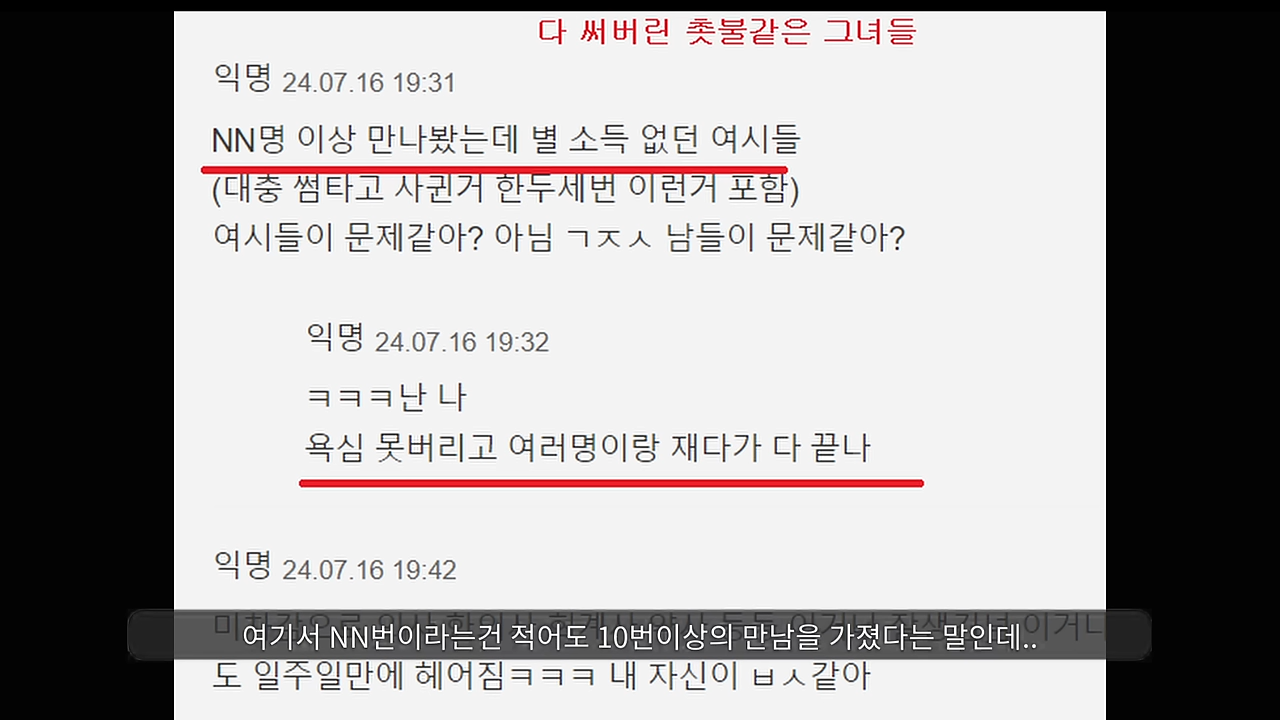 다 써버린 촛불같은 그녀들
익명 24.07.16 19:31
NN명 이상 만나봤는데 별 소득 없던 여시들
(대충 썸타고 사귄거 한두세번 이런거 포함)
여시들이 문제같아? 아님 ㄱㅈㅅ 남들이 문제같아?
익명 24.07.16 19:32
ㅋㅋㅋ난 나
욕심 못버리고 여러명이랑 재다가 다 끝나
익명 24.07.16 19:42
여기서 NN번이라는건 적어도 10번이상의 만남을 가졌다는 말인데..
도 일주일만에 헤어짐ㅋㅋㅋ 내 자신이 ㅂㅅ같아